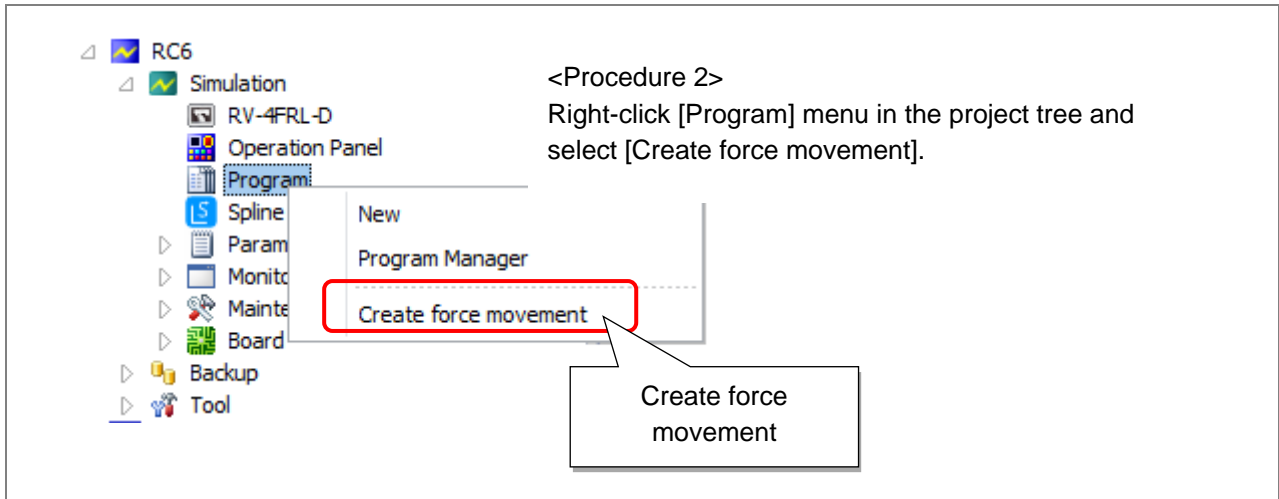 RC6
Simulation
RV-4FRL-D
Operation Panel
Program
Spline
Param
Monito
Mainte
Board
Backup
Tool
<Procedure 2>
Right-click [Program] menu in the project tree and
select [Create force movement].
New
Program Manager
Create force movement
Create force
movement